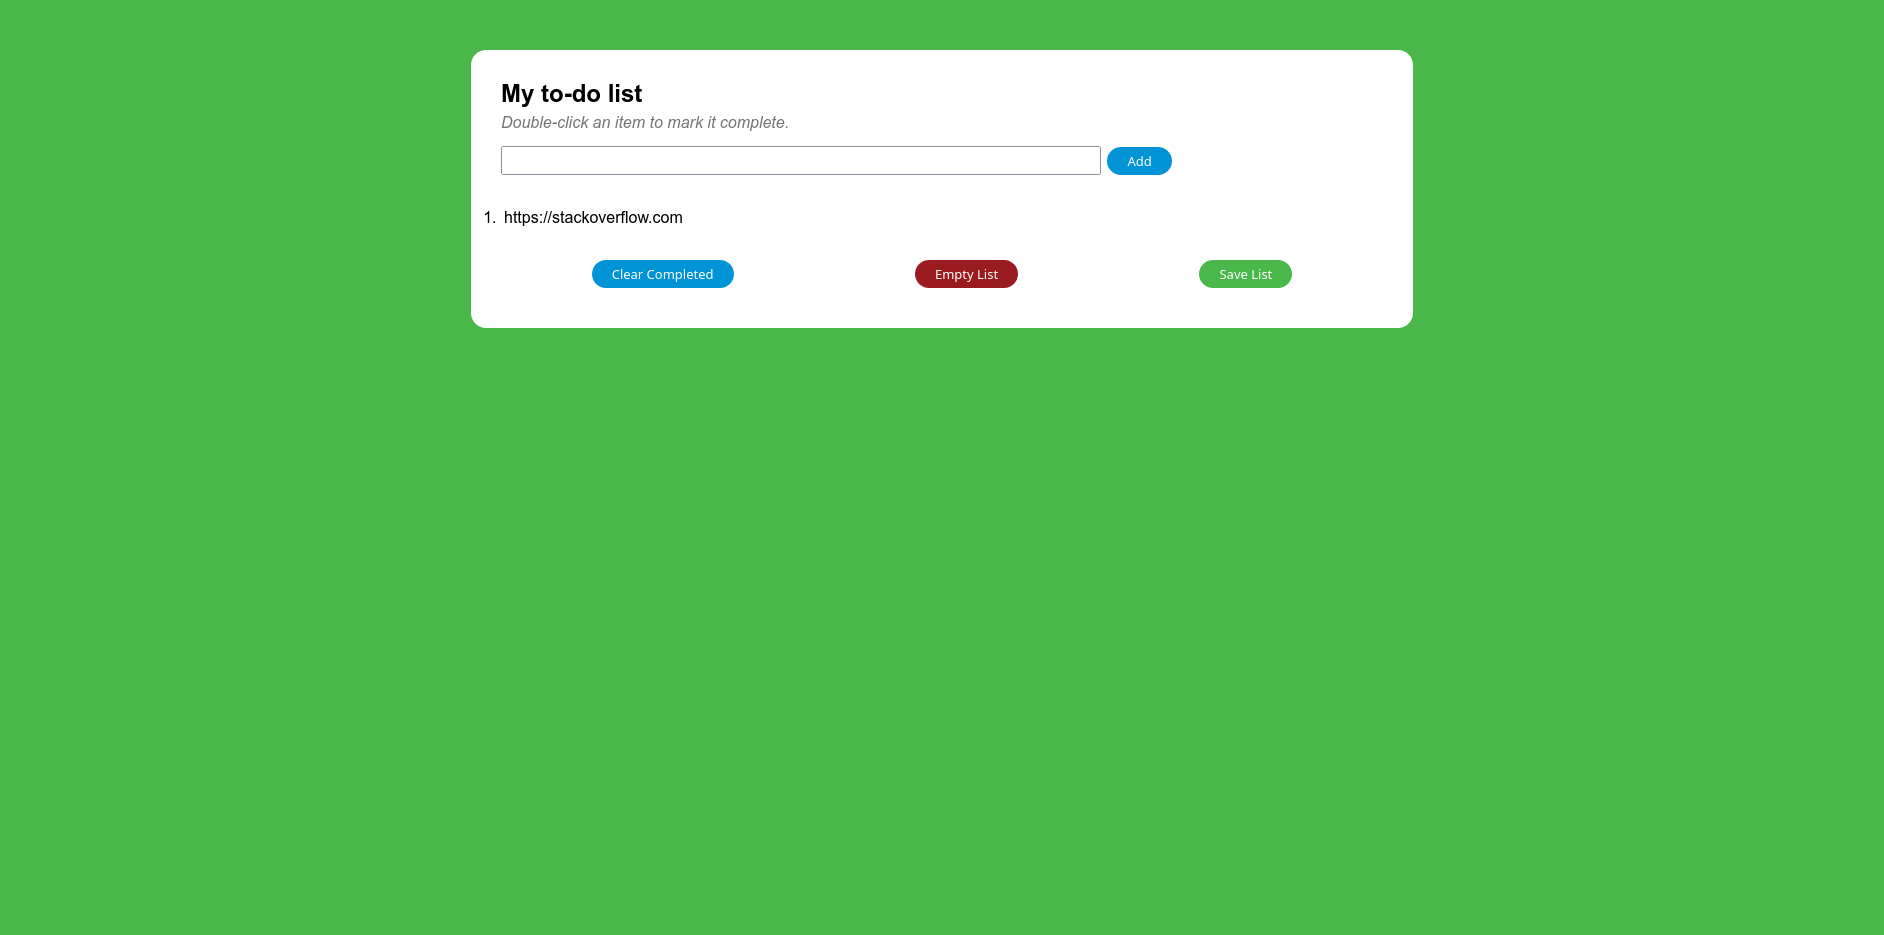 My to-do list
Double-click an item to mark it complete.
Add
1. https://stackoverflow.com
Clear Completed
Empty List
Save List